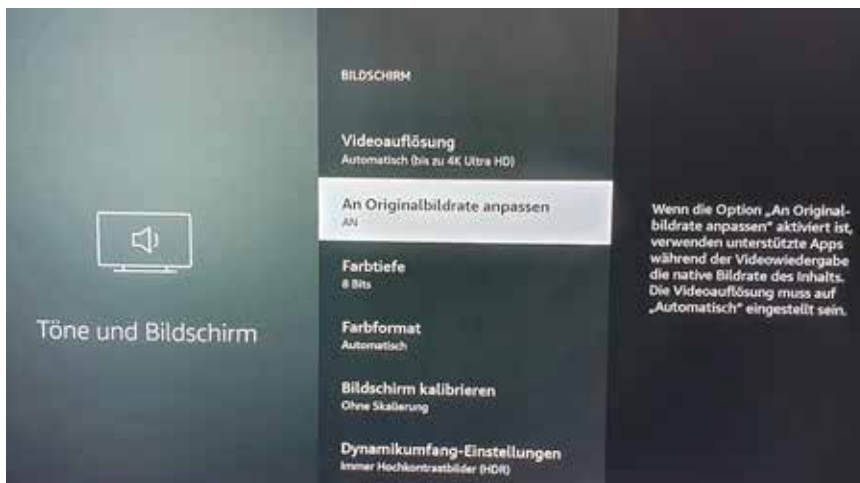 Töne und Bildschirm
BILDSCHIRM
Videoauflösung
Automatisch (bis zu 4K Ultra HD)
An Originalbildrate anpassen
AN
Farbtiefe
8 Bits
Farbformat
Automatisch
Bildschirm kalibrieren
Ohne Skalierung
Dynamikumfang-Einstellungen
Immer Hochkontrastbilder (HDR)
Wenn die Option „An Original-
bildrate anpassen“ aktiviert ist,
verwenden unterstützte Apps
während der Videowiedergabe
die native Bildrate des Inhalts.
Die Videoauflösung muss auf
„Automatisch“ eingestellt sein.